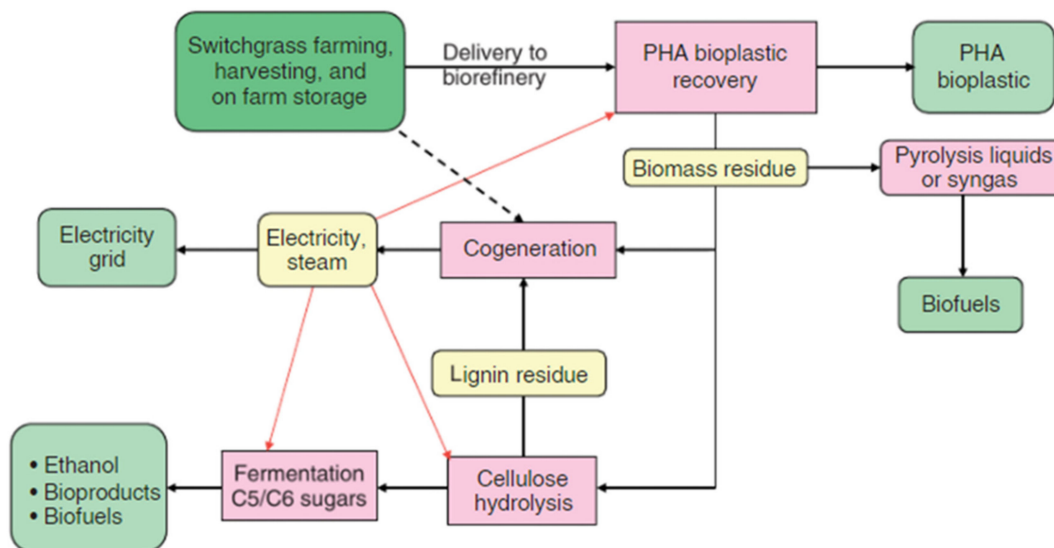 Switchgrass farming,
harvesting, and
on farm storage
Delivery to
biorefinery
PHA bioplastic
recovery
PHA
bioplastic
Biomass residue
Pyrolysis liquids
or syngas
Electricity
grid
Electricity,
steam
Cogeneration
Biofuels
Lignin residue
• Ethanol
• Bioproducts
• Biofuels
Fermentation
C5/C6 sugars
Cellulose
hydrolysis